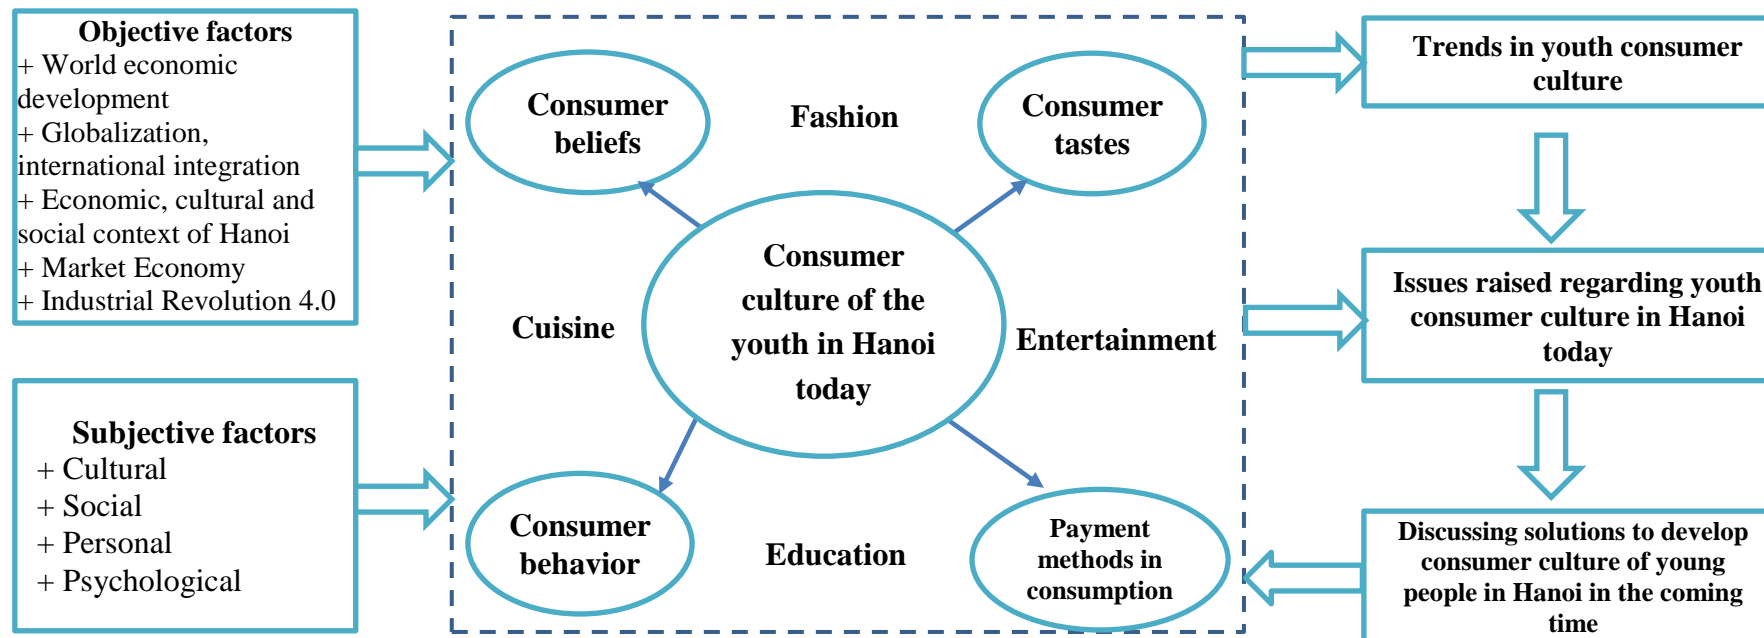 Objective factors
+ World economic
development
+ Globalization,
international integration
+ Economic, cultural and
social context of Hanoi
+ Market Economy
+ Industrial Revolution 4.0
Subjective factors
+ Cultural
+ Social
+ Personal
+ Psychological
Consumer
beliefs
Fashion
Consumer
tastes
Cuisine
Consumer
culture of the
youth in Hanoi
today
Entertainment
Consumer
behavior
Education
Payment
methods in
consumption
Trends in youth consumer
culture
Issues raised regarding youth
consumer culture in Hanoi
today
Discussing solutions to develop
consumer culture of young
people in Hanoi in the coming
time